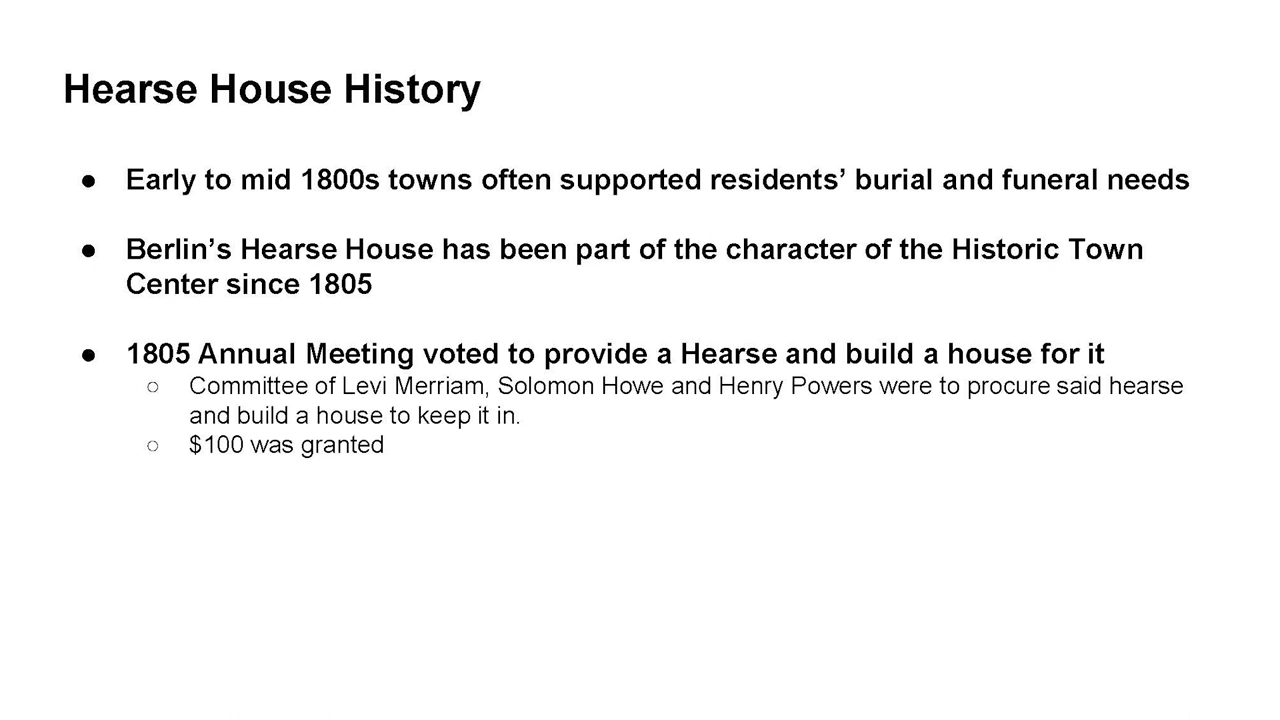 Hearse House History
● Early to mid 1800s towns often supported residents’ burial and funeral needs
● Berlin’s Hearse House has been part of the character of the Historic Town
Center since 1805
● 1805 Annual Meeting voted to provide a Hearse and build a house for it
○ Committee of Levi Merriam, Solomon Howe and Henry Powers were to procure said hearse
and build a house to keep it in.
○ $100 was granted